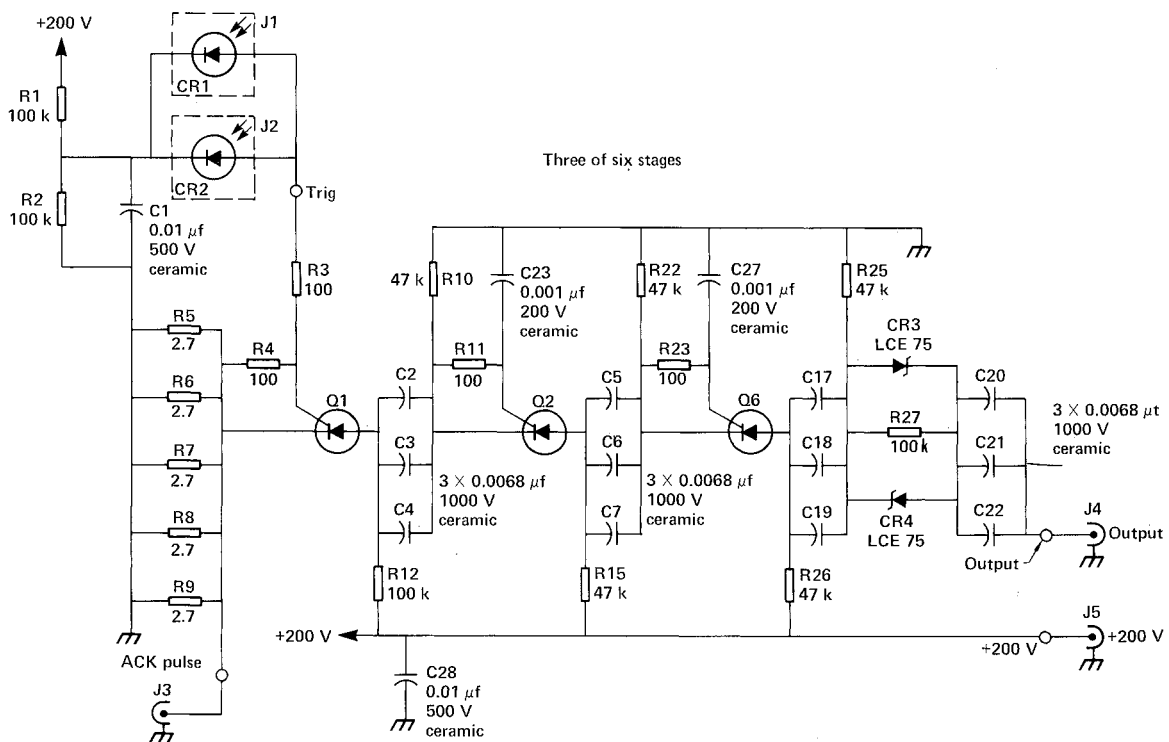 +200 V
J1
CR1
R1
100 k
J2
CR2
R2
100 k
Trig
C1
0.01 µf
500 V
ceramic
Three of six stages
R3
100
47 k
R10
C23
0.001 µf
200 V
ceramic
R22
47 k
C27
0.001 µf
200 V
ceramic
R25
47 k
R5
2.7
R4
100
R11
100
R23
100
CR3
LCE 75
R6
2.7
Q1
C2
Q2
C5
Q6
C17
C20
R27
100k
3 × 0.0068 µt
1000 V
ceramic
R7
2.7
C3
C6
C18
C21
3 × 0.0068 µf
1000 V
ceramic
3 × 0.0068 µf
1000 V
ceramic
R8
2.7
C4
C7
C19
CR4
LCE 75
C22
J4
Output
Output
R9
2.7
R12
100 k
R15
47 k
R26
47 k
+200 V
+200 V
J5
+200 V
ACK pulse
J3
C28
0.01 µf
500 V
ceramic